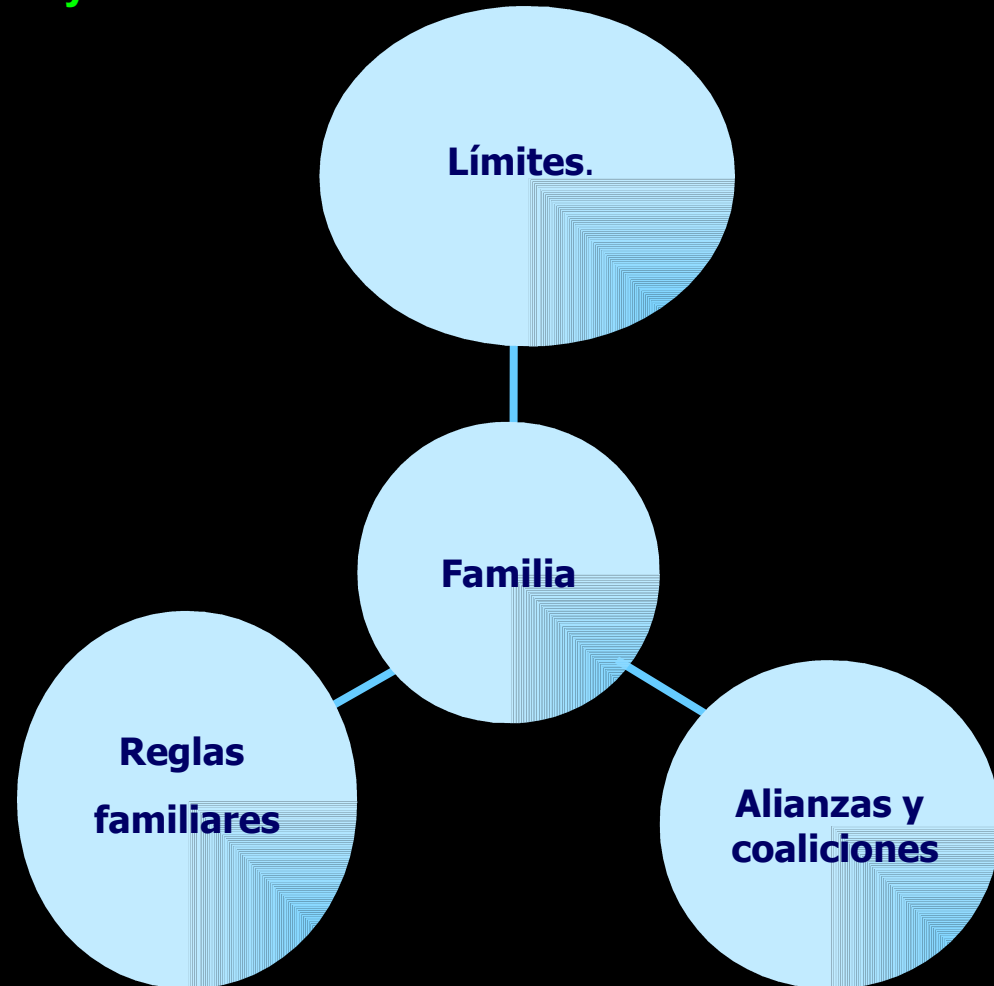 Límites.
Familia
Reglas
familiares
Alianzas y
coaliciones